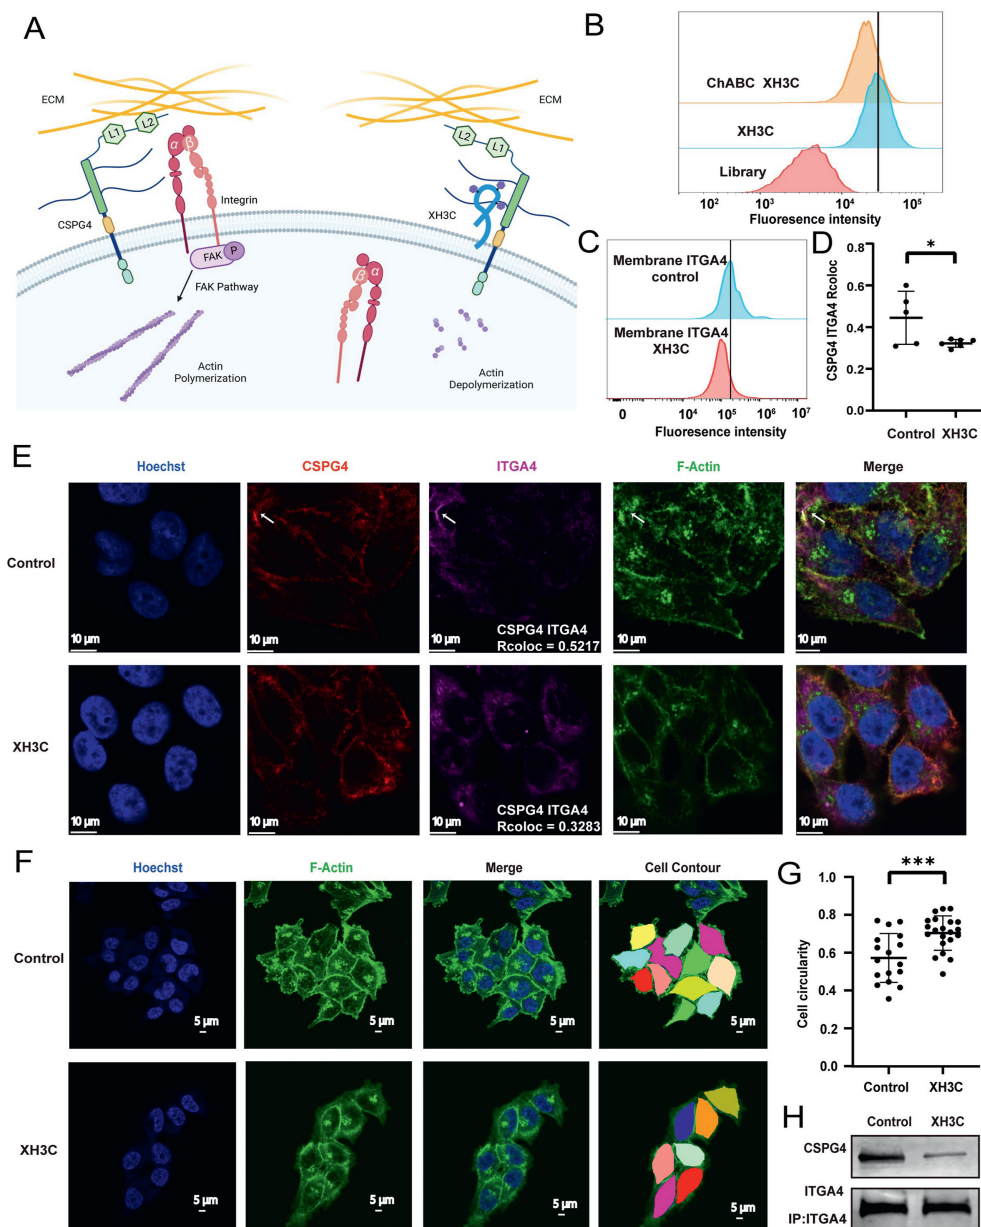 A
ECM
ECM
L1
L2
L2
L1
α
β
Integrin
CSPG4
XH3C
FAK
P
FAK Pathway
β
α
Actin
Polymerization
Actin
Depolymerization
B
ChABC XH3C
XH3C
Library
10²
10³
10⁴
10⁵
Fluoresence intensity
C
Membrane ITGA4
control
Membrane ITGA4
XH3C
0
10⁴
10⁵
10⁶
10⁷
Fluoresence intensity
D
CSPG4 ITGA4 Rcoloc
0.8
0.6
0.4
0.2
0.0
*
Control XH3C
E
Hoechst
CSPG4
ITGA4
F-Actin
Merge
Control
10 µm
10 µm
CSPG4 ITGA4
Rcoloc = 0.5217
10 µm
10 µm
10 µm
XH3C
10 µm
10 µm
CSPG4 ITGA4
Rcoloc = 0.3283
10 µm
10 µm
10 µm
F
Hoechst
F-Actin
Merge
Cell Contour
Control
5 µm
5 µm
5 µm
5 µm
XH3C
5 µm
5 µm
5 µm
5 µm
G
Cell circularity
1.0
0.8
0.6
0.4
0.2
0.0
***
Control
XH3C
H
Control
XH3C
CSPG4
ITGA4
IP:ITGA4